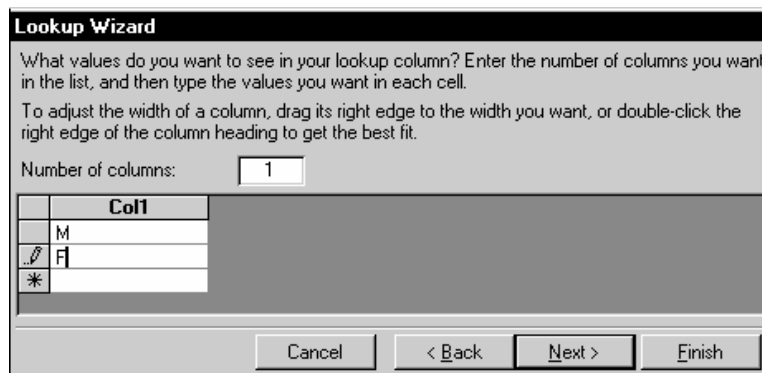 Lookup Wizard
What values do you want to see in your lookup column? Enter the number of columns you want
in the list, and then type the values you want in each cell.
To adjust the width of a column, drag its right edge to the width you want, or double-click the
right edge of the column heading to get the best fit.
Number of columns: 1
Col1
M
F
Cancel < Back Next > Finish